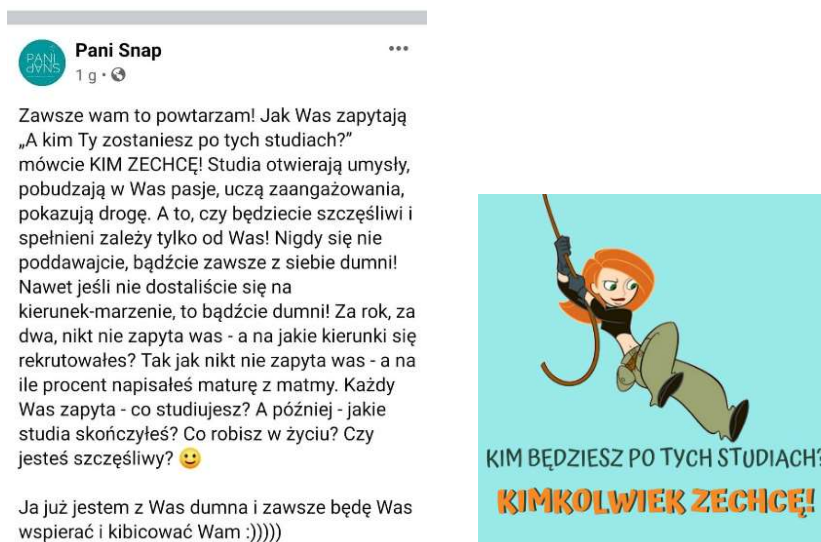 PANI
SNAP
Pani Snap
1 g
Zawsze wam to powtarzam! Jak Was zapytają
„A kim Ty zostaniesz po tych studiach?”
mówcie KIM ZECHCĘ! Studia otwierają umysły,
pobudzają w Was pasje, uczą zaangażowania,
pokazują drogę. A to, czy będziecie szczęśliwi i
spełnieni zależy tylko od Was! Nigdy się nie
poddawajcie, bądźcie zawsze z siebie dumni!
Nawet jeśli nie dostaliście się na
kierunek-marzenie, to bądźcie dumni! Za rok, za
dwa, nikt nie zapyta was - a na jakie kierunki się
rekrutowałes? Tak jak nikt nie zapyta was - a na
ile procent napisałeś maturę z matmy. Każdy
Was zapyta - co studiujesz? A później - jakie
studia skończyłeś? Co robisz w życiu? Czy
jesteś szczęśliwy?
Ja już jestem z Was dumna i zawsze będę Was
wspierać i kibicować Wam :)))))
KIM BĘDZIESZ PO TYCH STUDIACH?
KIMKOLWIEK ZECHCĘ!